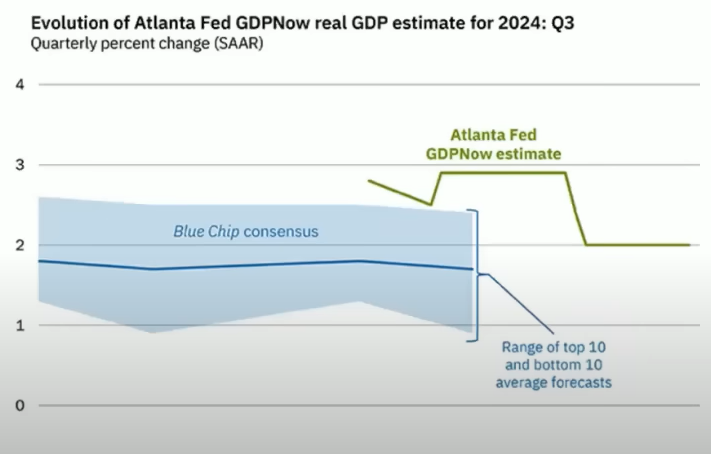 Evolution of Atlanta Fed GDPNow real GDP estimate for 2024: Q3
Quarterly percent change (SAAR)
4
Atlanta Fed
GDPNow estimate
3
Blue Chip consensus
2
1
Range of top 10
and bottom 10
average forecasts
0